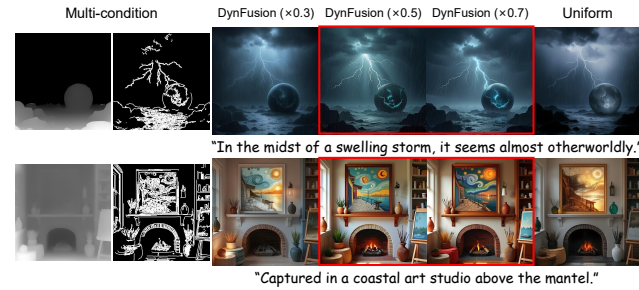 Multi-condition DynFusion (×0.3) DynFusion (×0.5) DynFusion (×0.7) Uniform
“In the midst of a swelling storm, it seems almost otherworldly.”
“Captured in a coastal art studio above the mantel.”